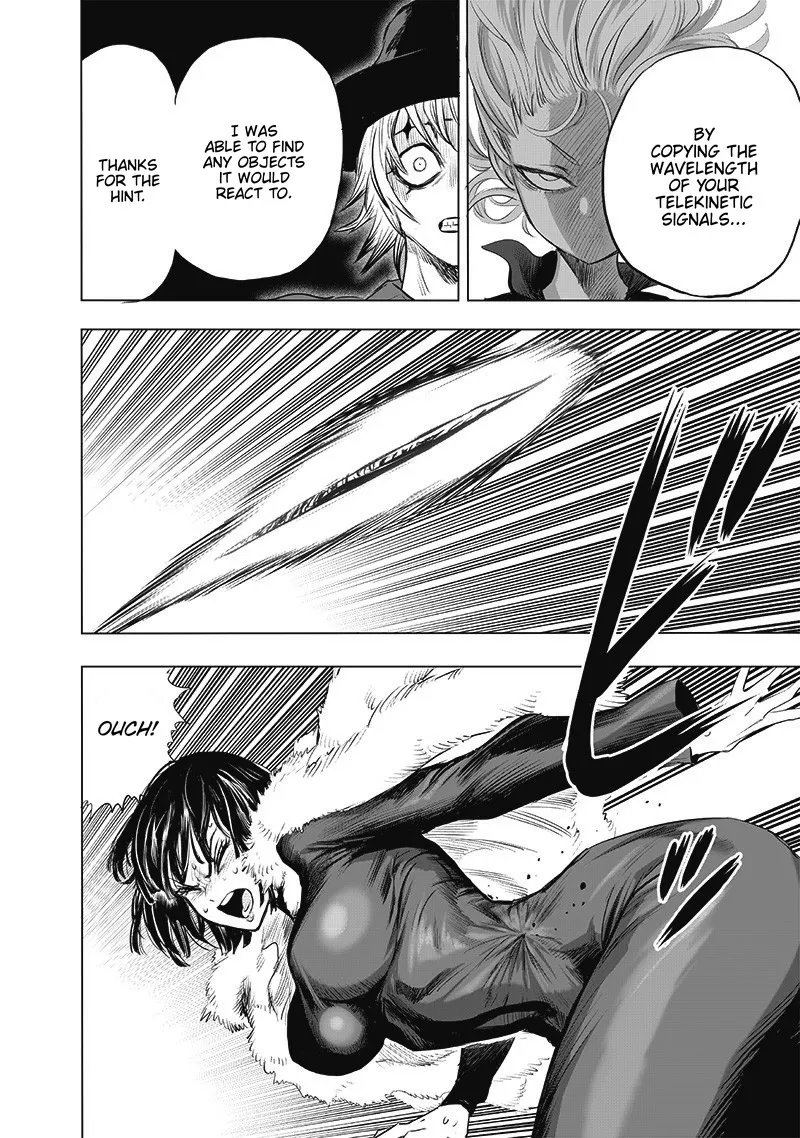 BY
COPYING THE
WAVELENGTH
OF YOUR
TELEKINETIC
SIGNALS...
I WAS
ABLE TO FIND
ANY OBJECTS
IT WOULD
REACT TO.
THANKS
FOR THE
HINT.
ビ
OUCH!